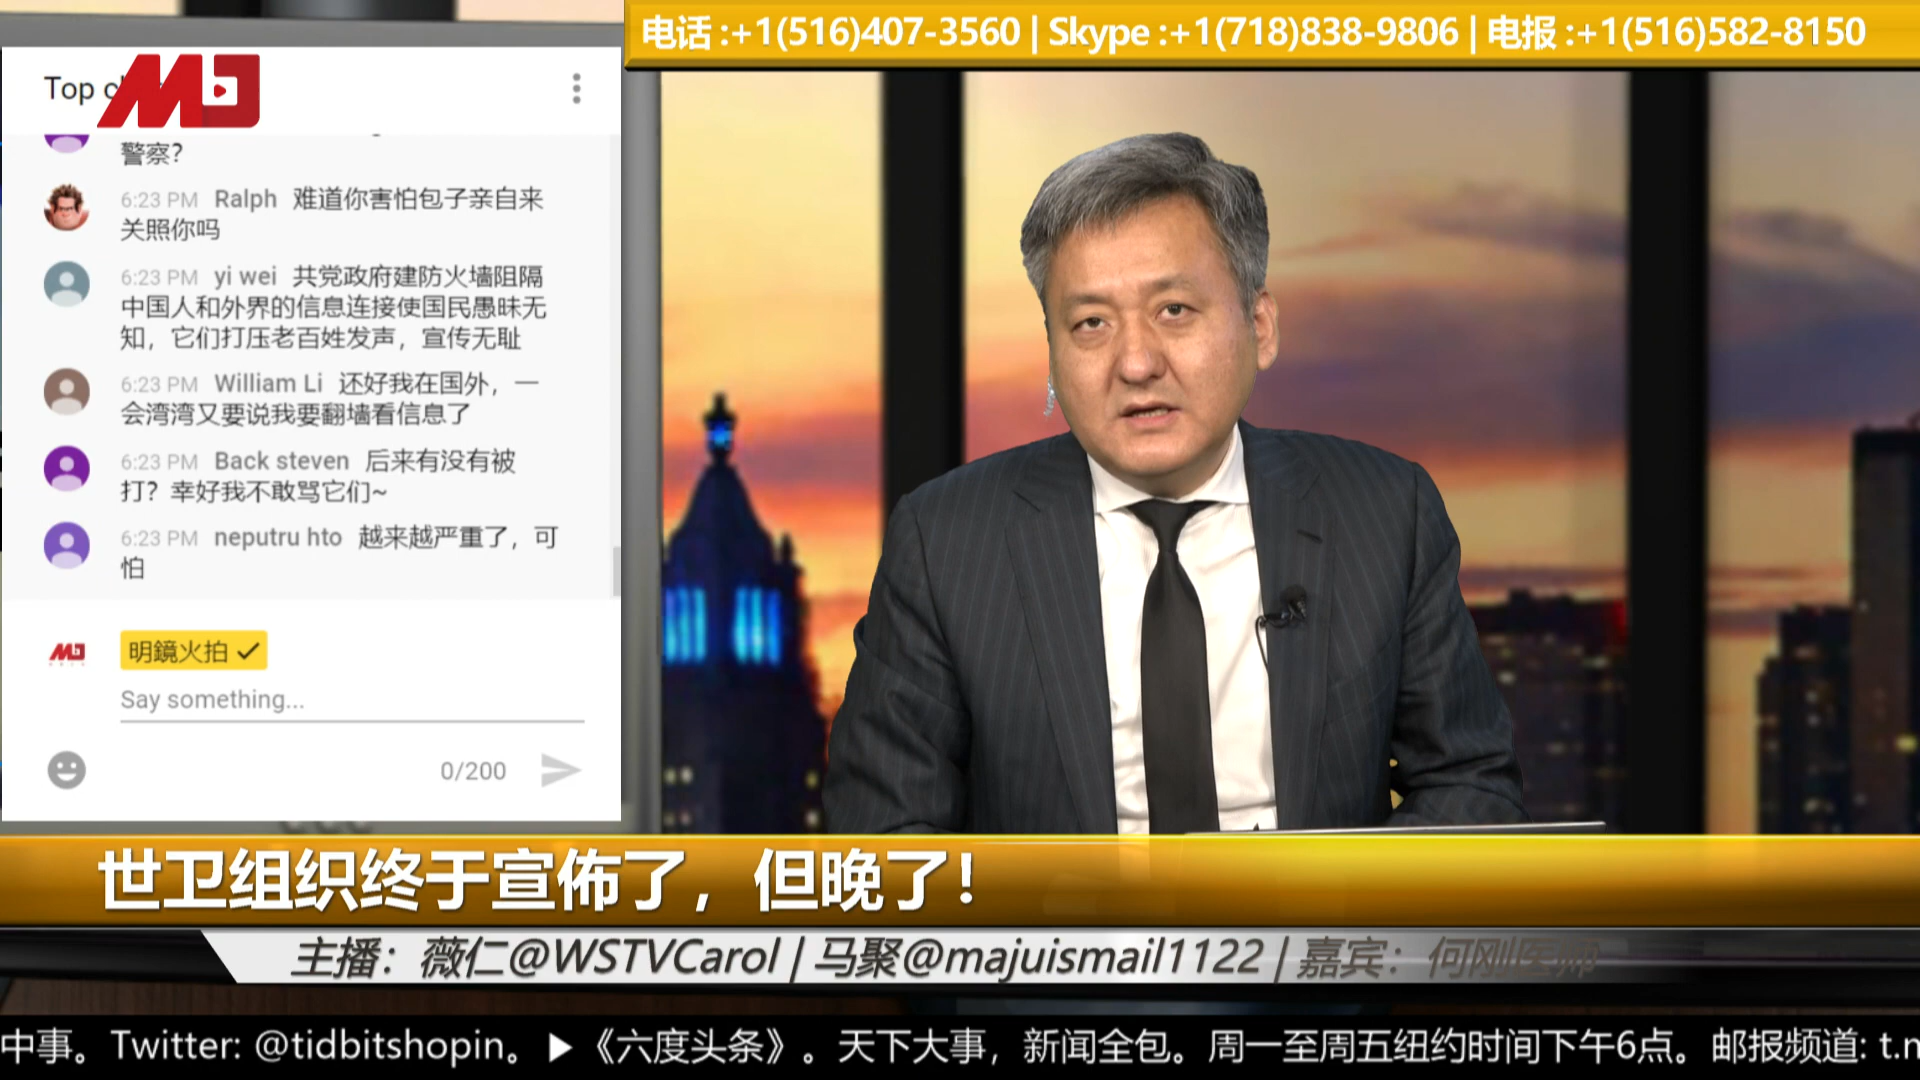 电话 :+1(516)407-3560 | Skype :+1(718)838-9806 | 电报 :+1(516)582-8150
Top
MJ
警察?
6:23 PM Ralph 难道你害怕包子亲自来
关照你吗
6:23 PM yi wei 共党政府建防火墙阻隔
中国人和外界的信息连接使国民愚昧无
知，它们打压老百姓发声，宣传无耻
6:23 PM William Li 还好我在国外，一
会湾湾又要说我要翻墙看信息了
6:23 PM Back steven 后来有没有被
打？幸好我不敢骂它们~
6:23 PM neputru hto 越来越严重了，可
怕
MJ
明鏡火拍 ✓
Say something...
0/200
世卫组织终于宣佈了，但晚了！
主播：薇仁@WSTVCarol | 马聚@majuismail1122 | 嘉宾：何刚医师
中事。Twitter: @tidbitshopin。▶《六度头条》。天下大事，新闻全包。周一至周五纽约时间下午6点。邮报频道: t.m